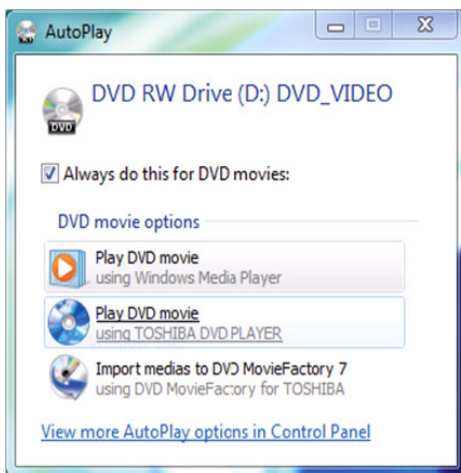 AutoPlay
DVD RW Drive (D:) DVD_VIDEO
DVD
Always do this for DVD movies:
DVD movie options
Play DVD movie
using Windows Media Player
Play DVD movie
using TOSHIBA DVD PLAYER
Import medias to DVD MovieFactory 7
using DVD MovieFactory for TOSHIBA
View more AutoPlay options in Control Panel